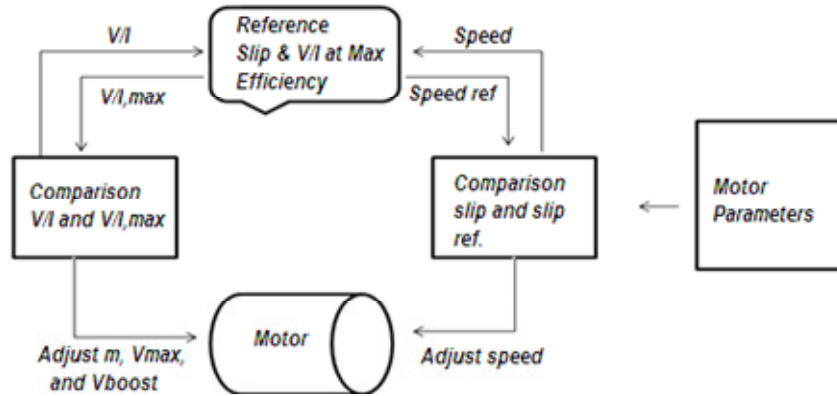 V/I
Reference
Slip & V/I at Max
Efficiency
Speed
V/I,max
Speed ref
Comparison
V/I and V/I,max
Comparison
slip and slip
ref.
Motor
Parameters
Motor
Adjust m, Vmax,
and Vboost
Adjust speed